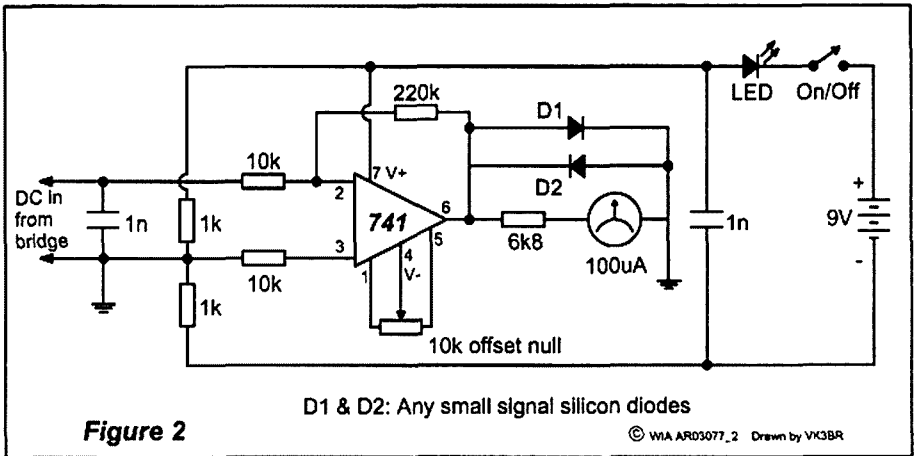 220k
D1
LED
On/Off
10k
7 V+
D2
DC in
from
bridge
1n
1k
2
741
6
3
5
4
V-
1
6k8
100uA
1n
+
9V
-
10k
1k
10k offset null
D1 & D2: Any small signal silicon diodes
Figure 2
© WIA AR03077_2 Drawn by VK3BR